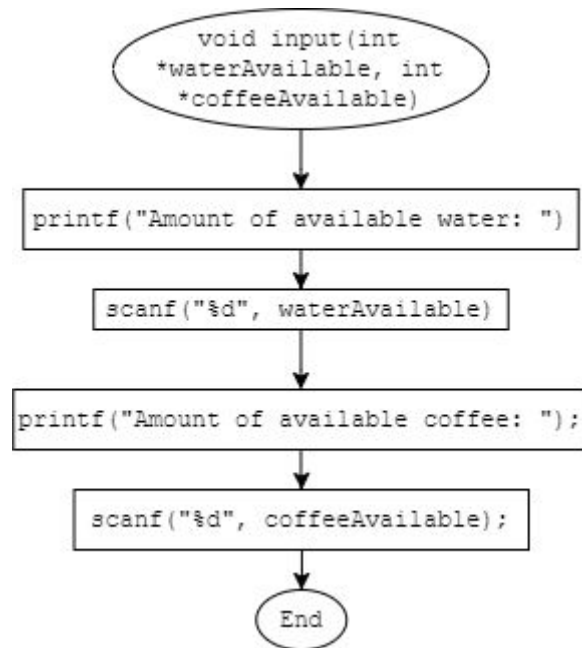 void input(int
*waterAvailable, int
*coffeeAvailable)
printf("Amount of available water: ")
scanf("%d", waterAvailable)
printf("Amount of available coffee: ");
scanf("%d", coffeeAvailable);
End